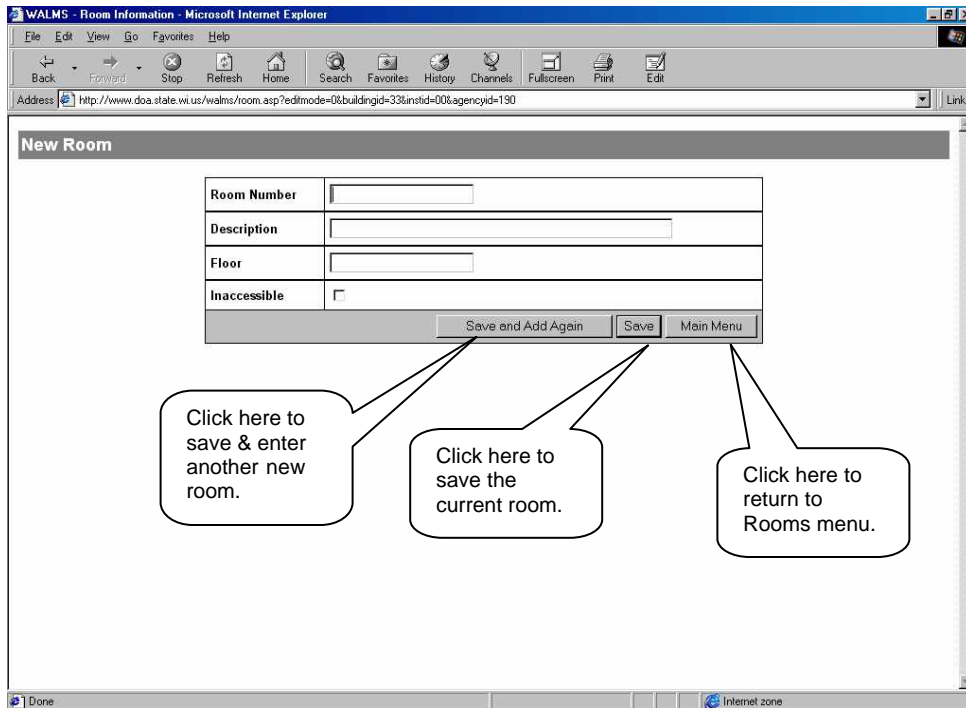 WALMS - Room Information - Microsoft Internet Explorer
File Edit View Go Favorites Help
Back Forward Stop Refresh Home Search Favorites History Channels Fullscreen Print Edit
Address http://www.doa.state.wi.us/walms/room.asp?editmode=0&buildingid=33&instid=00&agencyid=190 Link
New Room
Room Number
Description
Floor
Inaccessible
Save and Add Again Save Main Menu
Click here to
save & enter
another new
room.
Click here to
save the
current room.
Click here to
return to
Rooms menu.
Done Internet zone